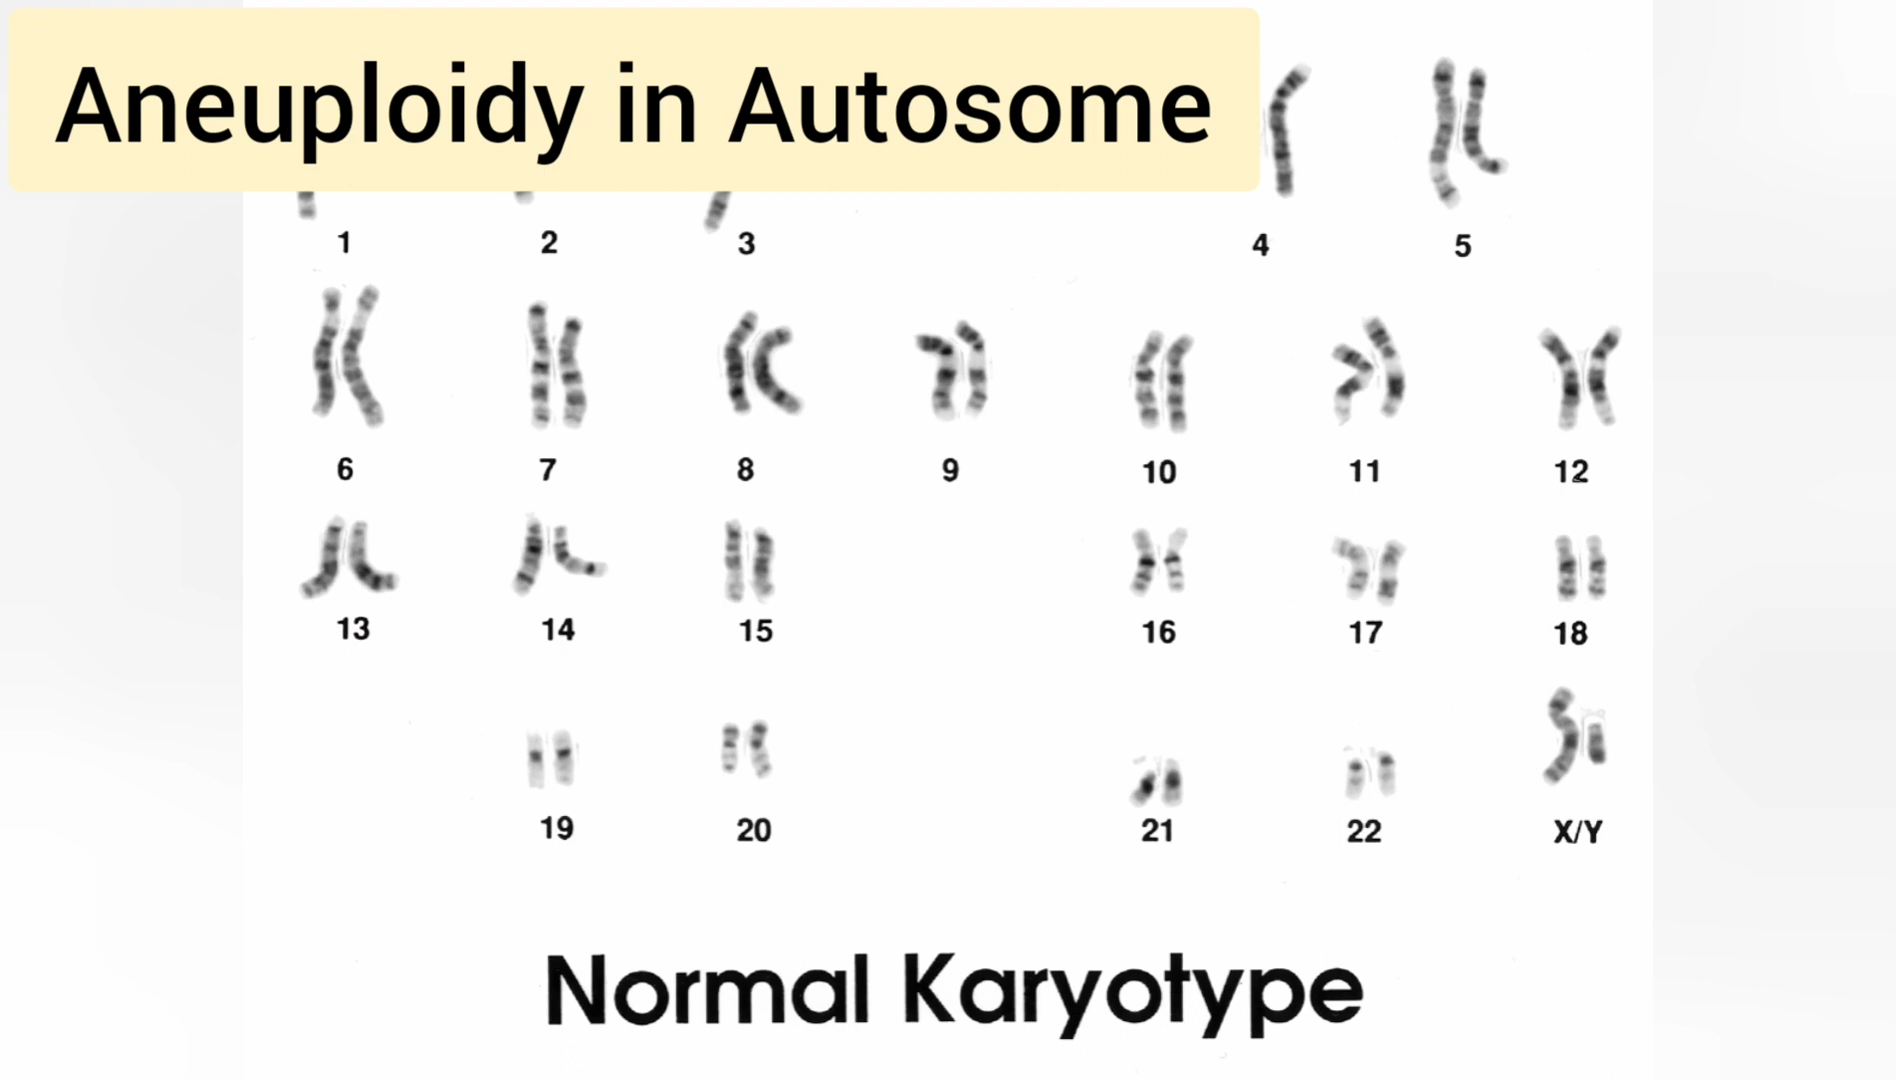 Aneuploidy in Autosome
1 2 3 4 5
6 7 8 9 10 11 12
13 14 15 16 17 18
19 20 21 22 X/Y
Normal Karyotype